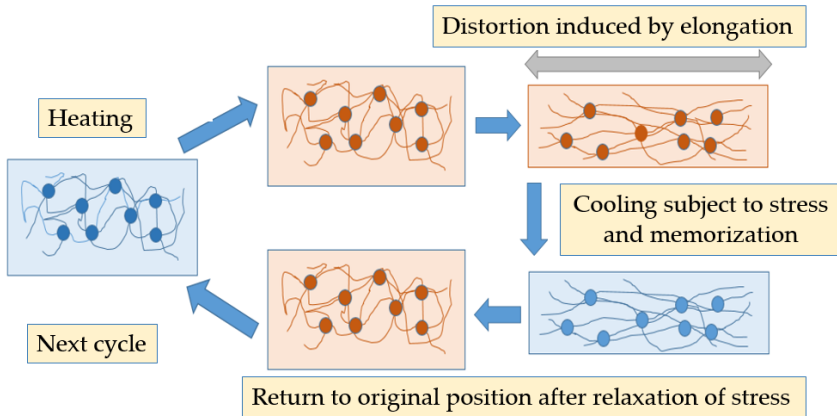 Distortion induced by elongation
Heating
Cooling subject to stress
and memorization
Next cycle
Return to original position after relaxation of stress